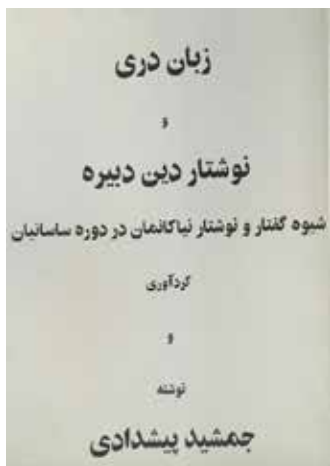 زبان دری
و
نوشتار دین دبیره
شیوه گفتار و نوشتار نیاکانمان در دوره ساسانیان
گردآوری
و
نوشته
جمشید پیشدادی